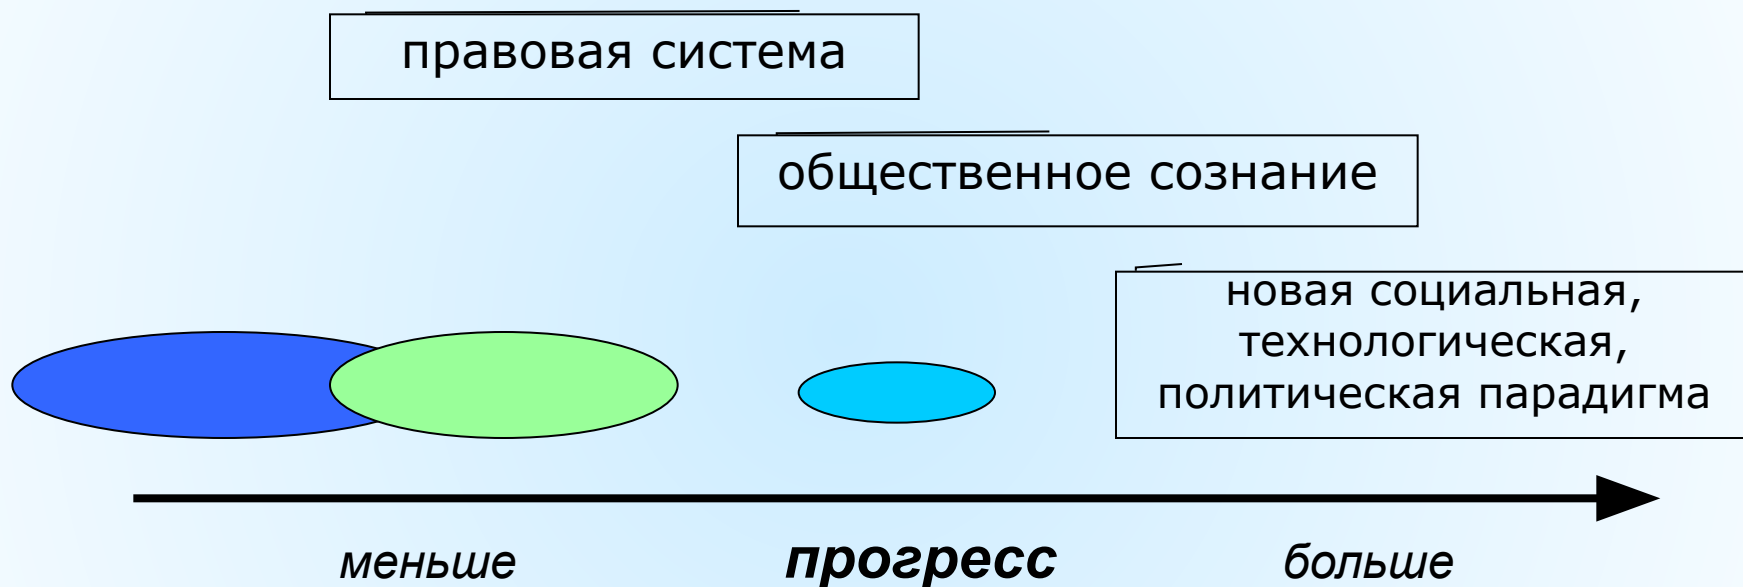 правовая система
общественное сознание
новая социальная,
технологическая,
политическая парадигма
меньше прогресс больше